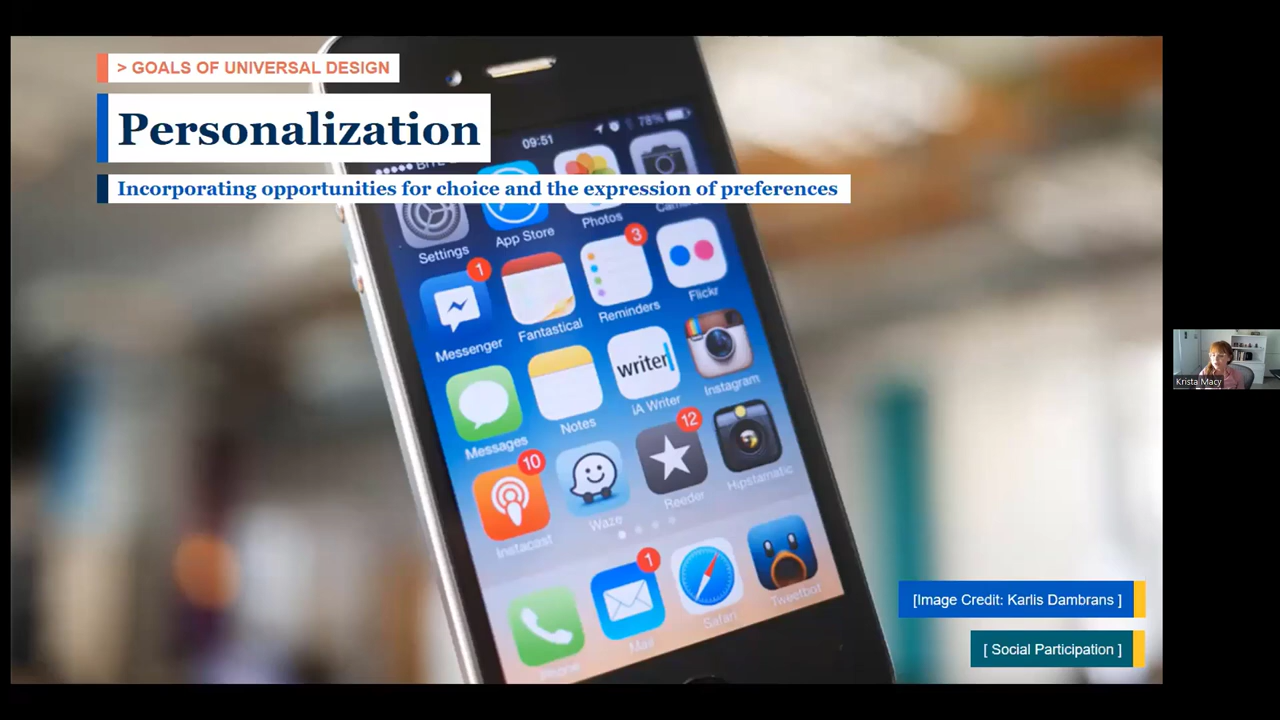 > GOALS OF UNIVERSAL DESIGN
Personalization
Incorporating opportunities for choice and the expression of preferences
09:51
78%
Settings
App Store
Photos
1
3
Messenger
Fantastical
Reminders
Flickr
writer
Messages
Notes
iA Writer
Instagram
10
12
Instacast
Waze
Reeder
Hipstamatic
1
Phone
Mail
Safari
Tweetbot
[Image Credit: Karlis Dambrans ]
[ Social Participation ]
Krista Macy